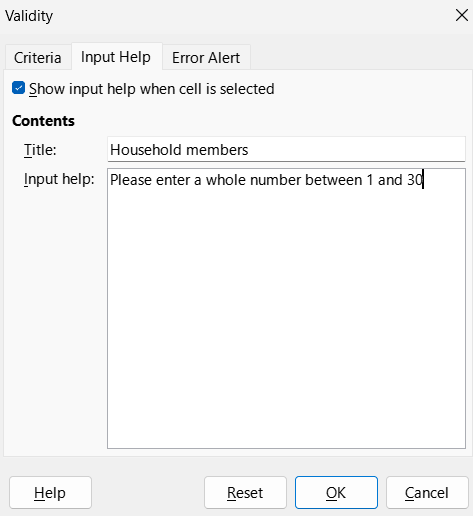 Validity
Criteria Input Help Error Alert
Show input help when cell is selected
Contents
Title: Household members
Input help: Please enter a whole number between 1 and 30
Help Reset OK Cancel